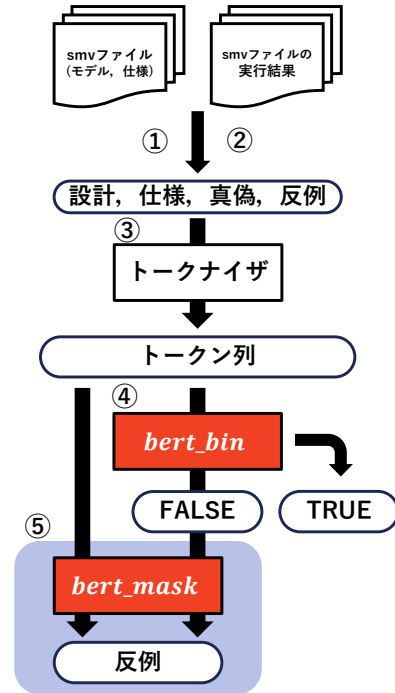 smvファイル
(モデル, 仕様)
smvファイルの
実行結果
① ②
設計, 仕様, 真偽, 反例
③
トークナイザ
トークン列
④
bert_bin
FALSE TRUE
⑤
bert_mask
反例